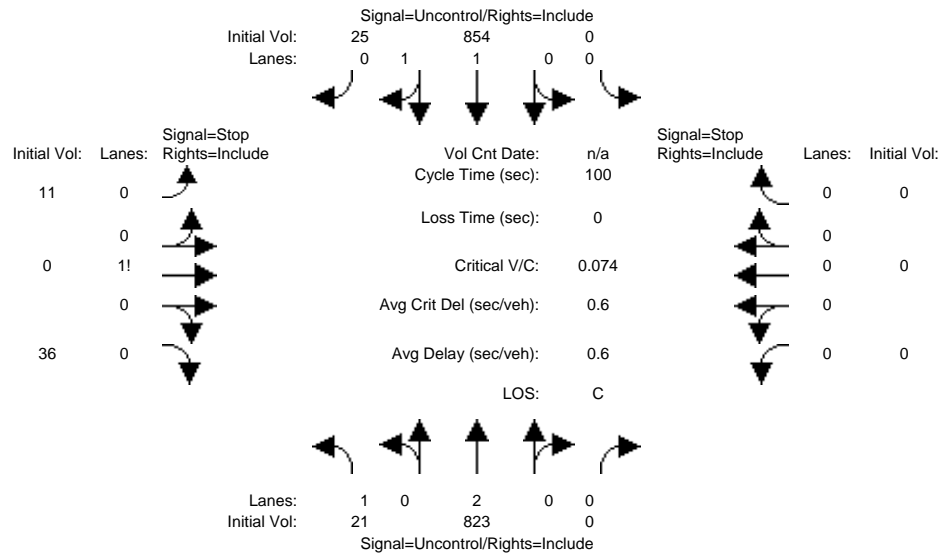 Signal=Uncontrol/Rights=Include
Initial Vol: 25 854 0
Lanes: 0 1 1 0 0
Signal=Stop Signal=Stop
Initial Vol: Lanes: Rights=Include Vol Cnt Date: n/a Rights=Include Lanes: Initial Vol:
Cycle Time (sec): 100
11 0 0 0
Loss Time (sec): 0
0 0
0 1! Critical V/C: 0.074 0 0
0 Avg Crit Del (sec/veh): 0.6 0
36 0 Avg Delay (sec/veh): 0.6 0 0
LOS: C
Lanes: 1 0 2 0 0
Initial Vol: 21 823 0
Signal=Uncontrol/Rights=Include